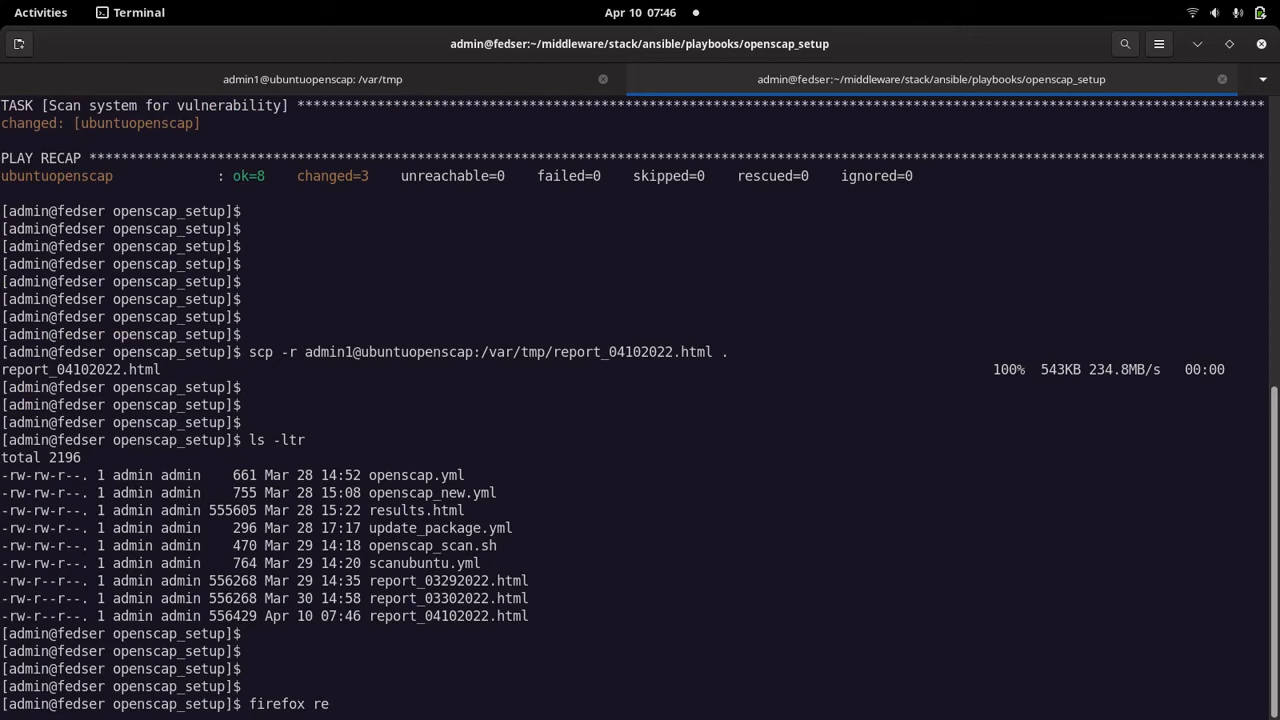 Activities Terminal Apr 10 07:46
admin@fedser:~/middleware/stack/ansible/playbooks/openscap_setup
admin1@ubuntuopenscap: /var/tmp admin@fedser:~/middleware/stack/ansible/playbooks/openscap_setup
TASK [Scan system for vulnerability] *************************************************************************************************************************
changed: [ubuntuopenscap]
PLAY RECAP ***************************************************************************************************************************************************
ubuntuopenscap : ok=8 changed=3 unreachable=0 failed=0 skipped=0 rescued=0 ignored=0
[admin@fedser openscap_setup]$
[admin@fedser openscap_setup]$
[admin@fedser openscap_setup]$
[admin@fedser openscap_setup]$
[admin@fedser openscap_setup]$
[admin@fedser openscap_setup]$
[admin@fedser openscap_setup]$
[admin@fedser openscap_setup]$
[admin@fedser openscap_setup]$ scp -r admin1@ubuntuopenscap:/var/tmp/report_04102022.html .
report_04102022.html 100% 543KB 234.8MB/s 00:00
[admin@fedser openscap_setup]$
[admin@fedser openscap_setup]$
[admin@fedser openscap_setup]$
[admin@fedser openscap_setup]$ ls -ltr
total 2196
-rw-rw-r--. 1 admin admin 661 Mar 28 14:52 openscap.yml
-rw-rw-r--. 1 admin admin 755 Mar 28 15:08 openscap_new.yml
-rw-rw-r--. 1 admin admin 555605 Mar 28 15:22 results.html
-rw-rw-r--. 1 admin admin 296 Mar 28 17:17 update_package.yml
-rw-rw-r--. 1 admin admin 470 Mar 29 14:18 openscap_scan.sh
-rw-rw-r--. 1 admin admin 764 Mar 29 14:20 scanubuntu.yml
-rw-r--r--. 1 admin admin 556268 Mar 29 14:35 report_03292022.html
-rw-r--r--. 1 admin admin 556268 Mar 30 14:58 report_03302022.html
-rw-r--r--. 1 admin admin 556429 Apr 10 07:46 report_04102022.html
[admin@fedser openscap_setup]$
[admin@fedser openscap_setup]$
[admin@fedser openscap_setup]$
[admin@fedser openscap_setup]$
[admin@fedser openscap_setup]$ firefox re